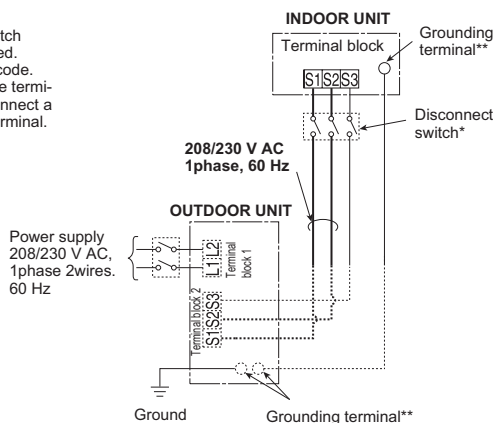 tch
ed.
code.
e termi-
nnect a
rminal.
INDOOR UNIT
Terminal block
S1 S2 S3
Grounding
terminal**
Disconnect
switch*
208/230 V AC
1phase, 60 Hz
OUTDOOR UNIT
Power supply
208/230 V AC,
1phase 2wires.
60 Hz
L1 L2
Terminal
block 1
Terminal block 2
S1 S2 S3
Ground
Grounding terminal**